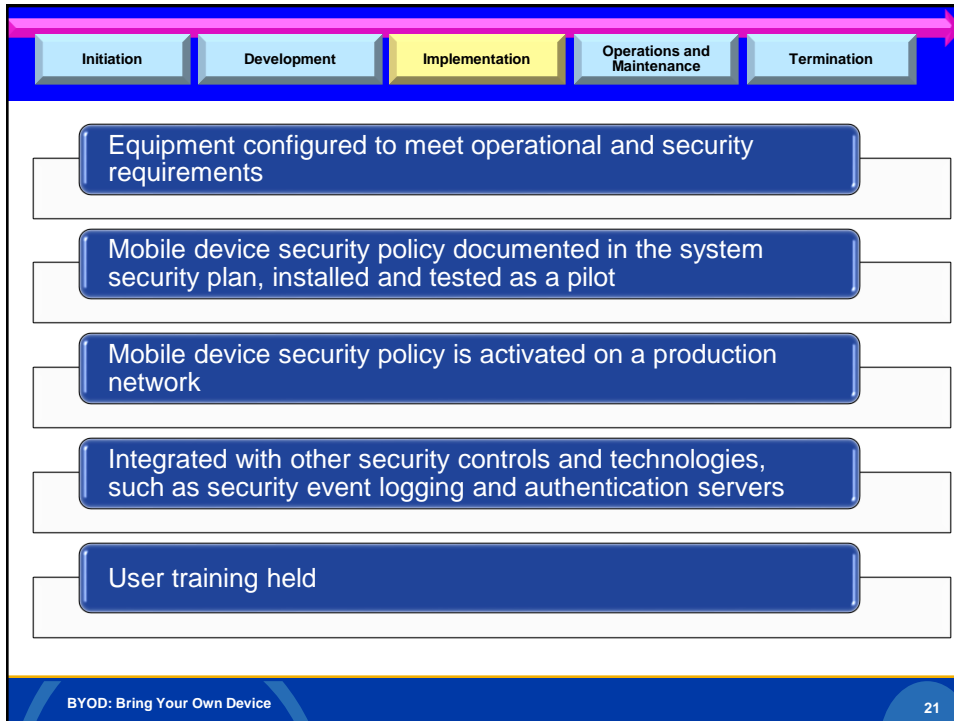 Initiation
Development
Implementation
Operations and
Maintenance
Termination
Equipment configured to meet operational and security
requirements
Mobile device security policy documented in the system
security plan, installed and tested as a pilot
Mobile device security policy is activated on a production
network
Integrated with other security controls and technologies,
such as security event logging and authentication servers
User training held
BYOD: Bring Your Own Device
21